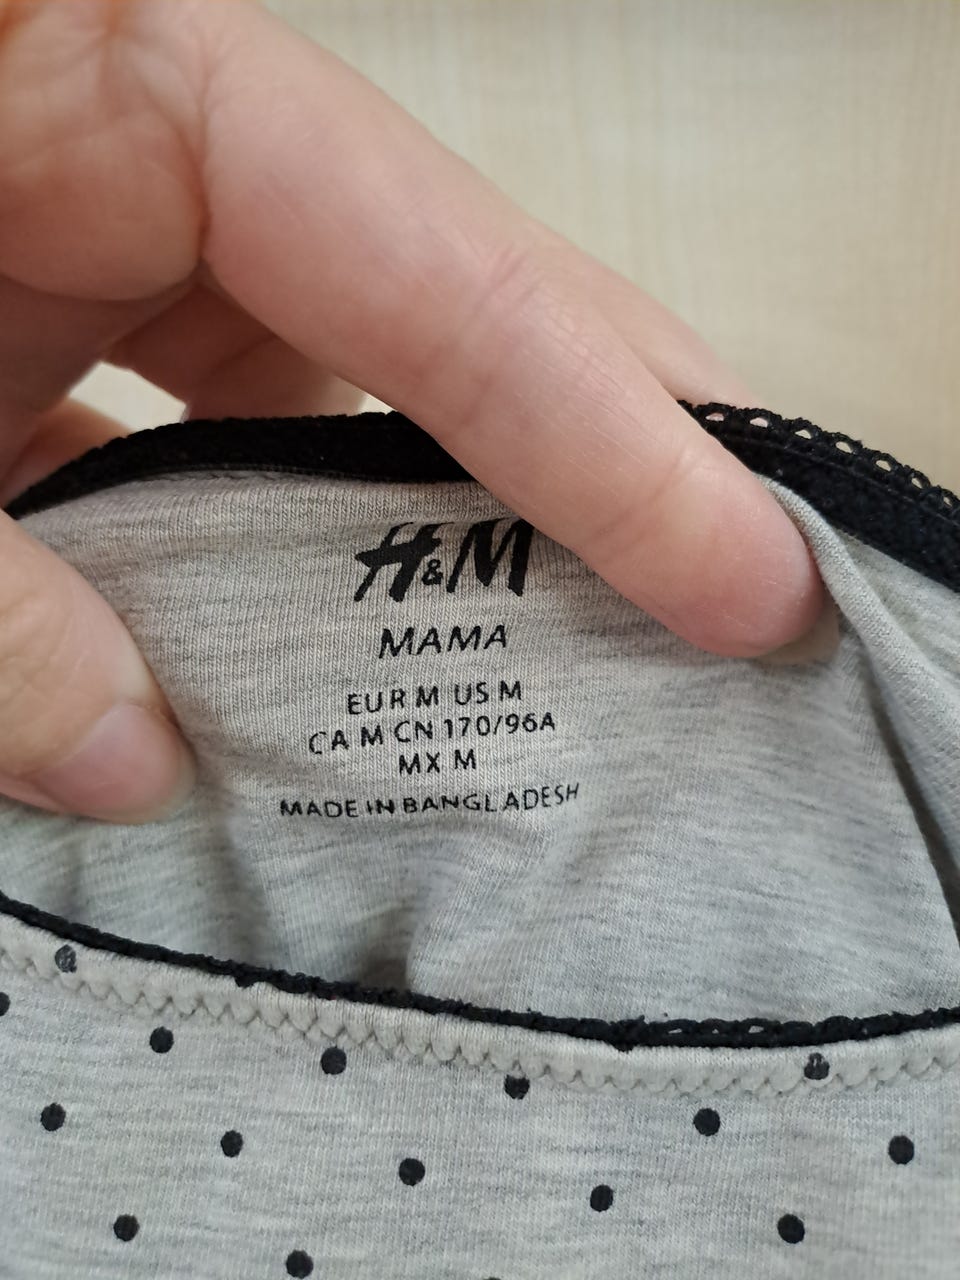 H&M
MAMA
EUR M US M
CA M CN 170/96A
MX M
MADE IN BANGLADESH